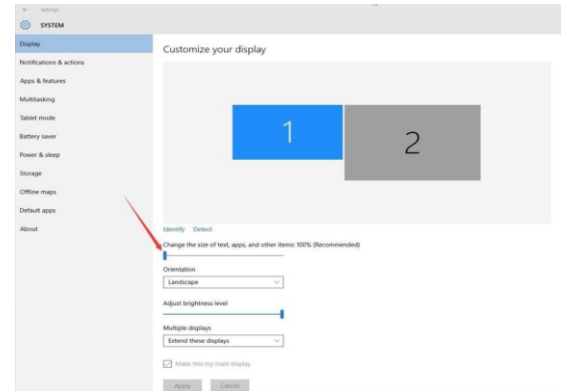 Settings
SYSTEM
Display
Notifications & actions
Apps & features
Multitasking
Tablet mode
Battery saver
Power & sleep
Storage
Offline maps
Default apps
About
Customize your display
1
2
Identify Detect
Change the size of text, apps, and other items: 100% (Recommended)
Orientation
Landscape
Adjust brightness level
Multiple displays
Extend these displays
Make this my main display
Apply Cancel